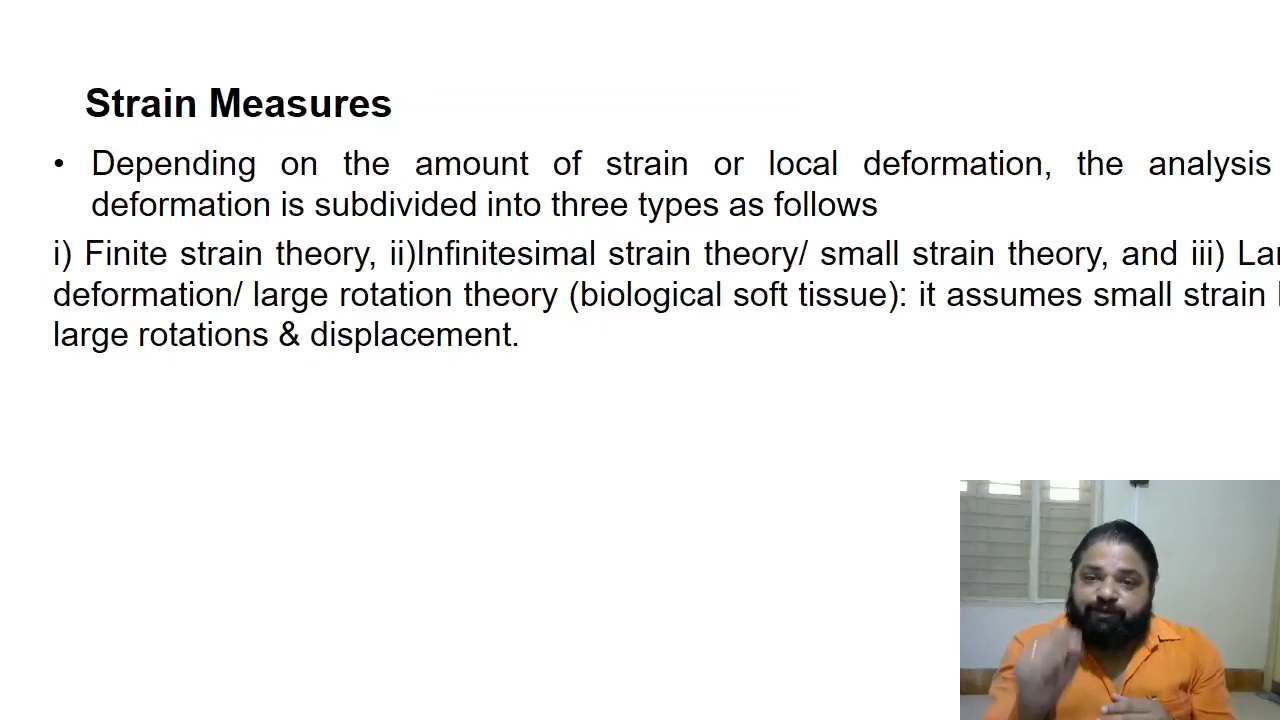 Strain Measures
• Depending on the amount of strain or local deformation, the analysis
deformation is subdivided into three types as follows
i) Finite strain theory, ii)Infinitesimal strain theory/ small strain theory, and iii)
deformation/ large rotation theory (biological soft tissue): it assumes small strain
large rotations & displacement.